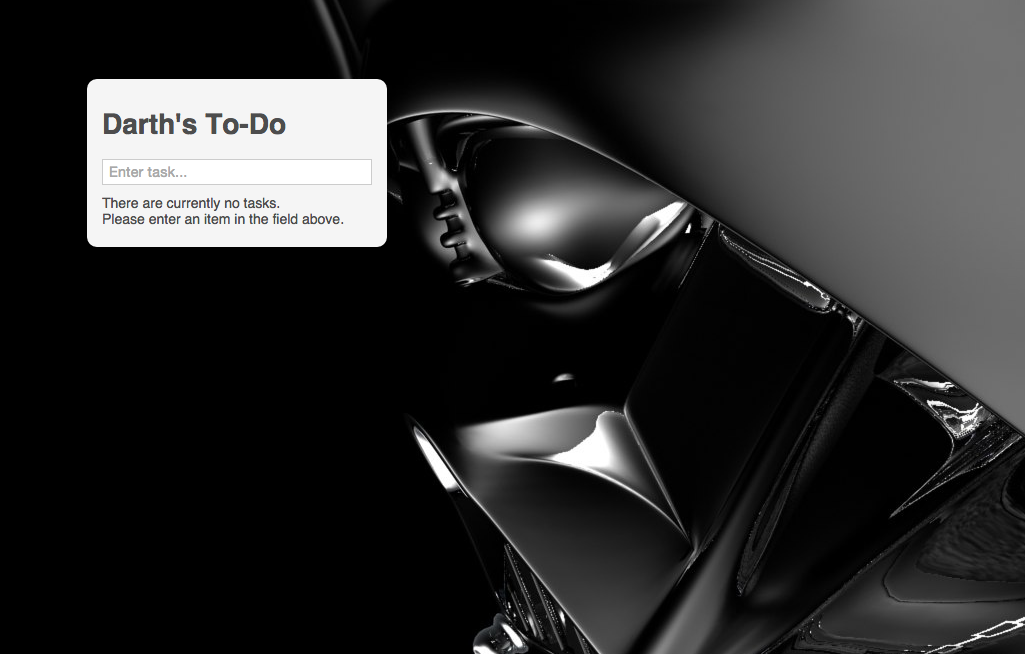 Darth's To-Do
Enter task...
There are currently no tasks.
Please enter an item in the field above.